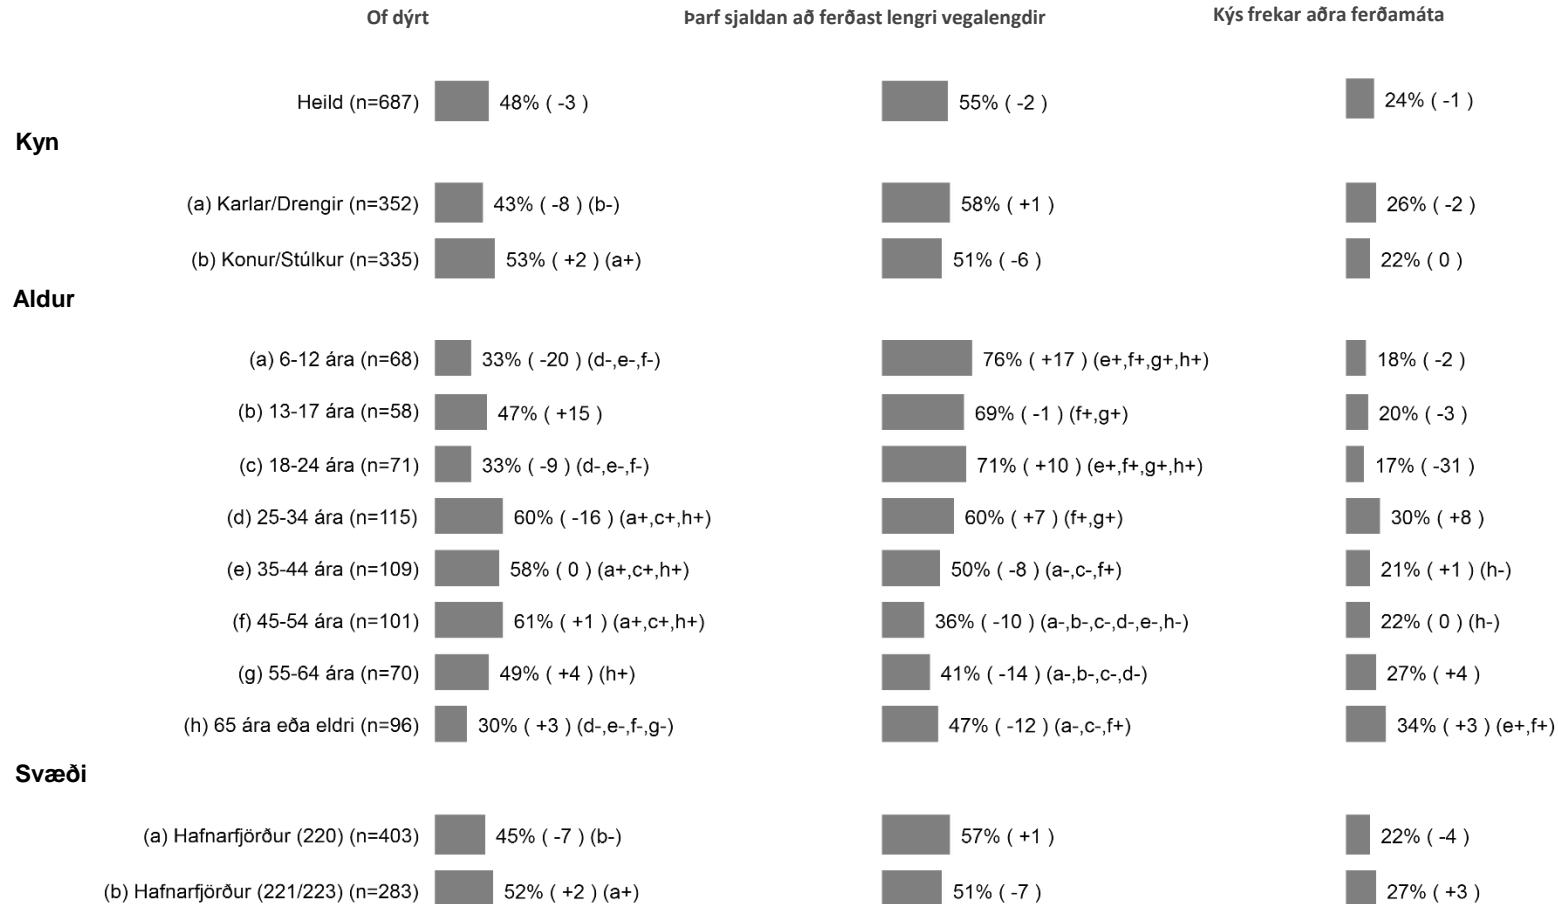 Of dýrt Þarf sjaldan að ferðast lengri vegalengdir Kýs frekar aðra ferðamáta
Heild (n=687) 48% ( -3 ) 55% ( -2 ) 24% ( -1 )
Kyn
(a) Karlar/Drengir (n=352) 43% ( -8 ) (b-) 58% ( +1 ) 26% ( -2 )
(b) Konur/Stúlkur (n=335) 53% ( +2 ) (a+) 51% ( -6 ) 22% ( 0 )
Aldur
(a) 6-12 ára (n=68) 33% ( -20 ) (d-,e-,f-) 76% ( +17 ) (e+,f+,g+,h+) 18% ( -2 )
(b) 13-17 ára (n=58) 47% ( +15 ) 69% ( -1 ) (f+,g+) 20% ( -3 )
(c) 18-24 ára (n=71) 33% ( -9 ) (d-,e-,f-) 71% ( +10 ) (e+,f+,g+,h+) 17% ( -31 )
(d) 25-34 ára (n=115) 60% ( -16 ) (a+,c+,h+) 60% ( +7 ) (f+,g+) 30% ( +8 )
(e) 35-44 ára (n=109) 58% ( 0 ) (a+,c+,h+) 50% ( -8 ) (a-,c-,f+) 21% ( +1 ) (h-)
(f) 45-54 ára (n=101) 61% ( +1 ) (a+,c+,h+) 36% ( -10 ) (a-,b-,c-,d-,e-,h-) 22% ( 0 ) (h-)
(g) 55-64 ára (n=70) 49% ( +4 ) (h+) 41% ( -14 ) (a-,b-,c-,d-) 27% ( +4 )
(h) 65 ára eða eldri (n=96) 30% ( +3 ) (d-,e-,f-,g-) 47% ( -12 ) (a-,c-,f+) 34% ( +3 ) (e+,f+)
Svæði
(a) Hafnarfjörður (220) (n=403) 45% ( -7 ) (b-) 57% ( +1 ) 22% ( -4 )
(b) Hafnarfjörður (221/223) (n=283) 52% ( +2 ) (a+) 51% ( -7 ) 27% ( +3 )